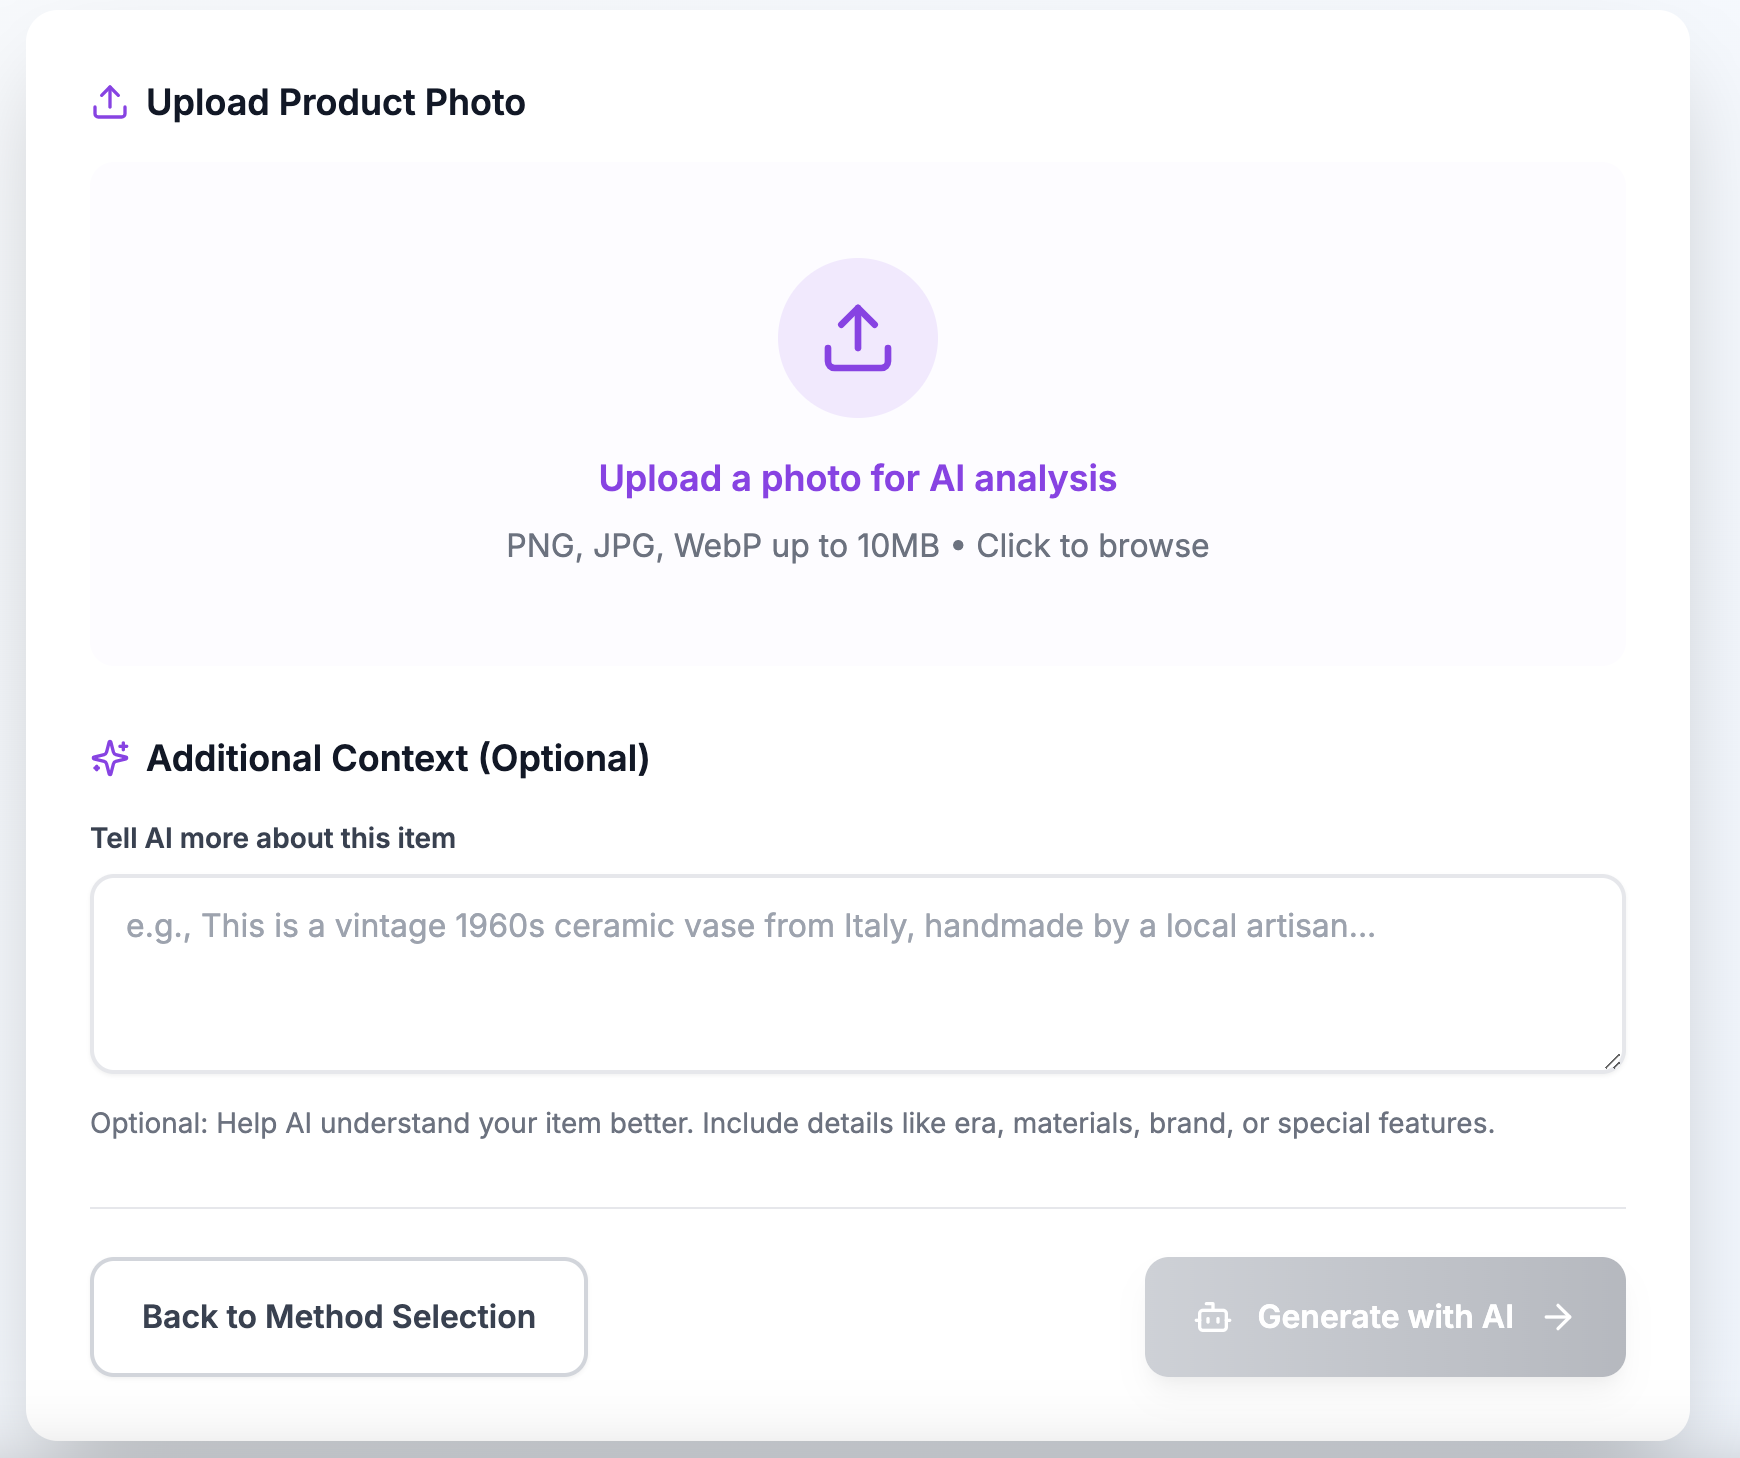 Upload Product Photo
Upload a photo for AI analysis
PNG, JPG, WebP up to 10MB • Click to browse
Additional Context (Optional)
Tell AI more about this item
e.g., This is a vintage 1960s ceramic vase from Italy, handmade by a local artisan...
Optional: Help AI understand your item better. Include details like era, materials, brand, or special features.
Back to Method Selection
Generate with AI